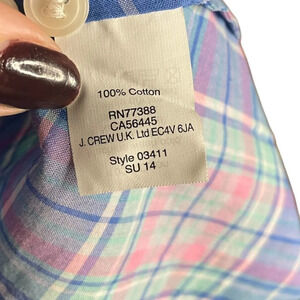 100% Cotton
RN77388
CA56445
J. CREW U.K. Ltd EC4V 6JA
Style 03411
SU 14